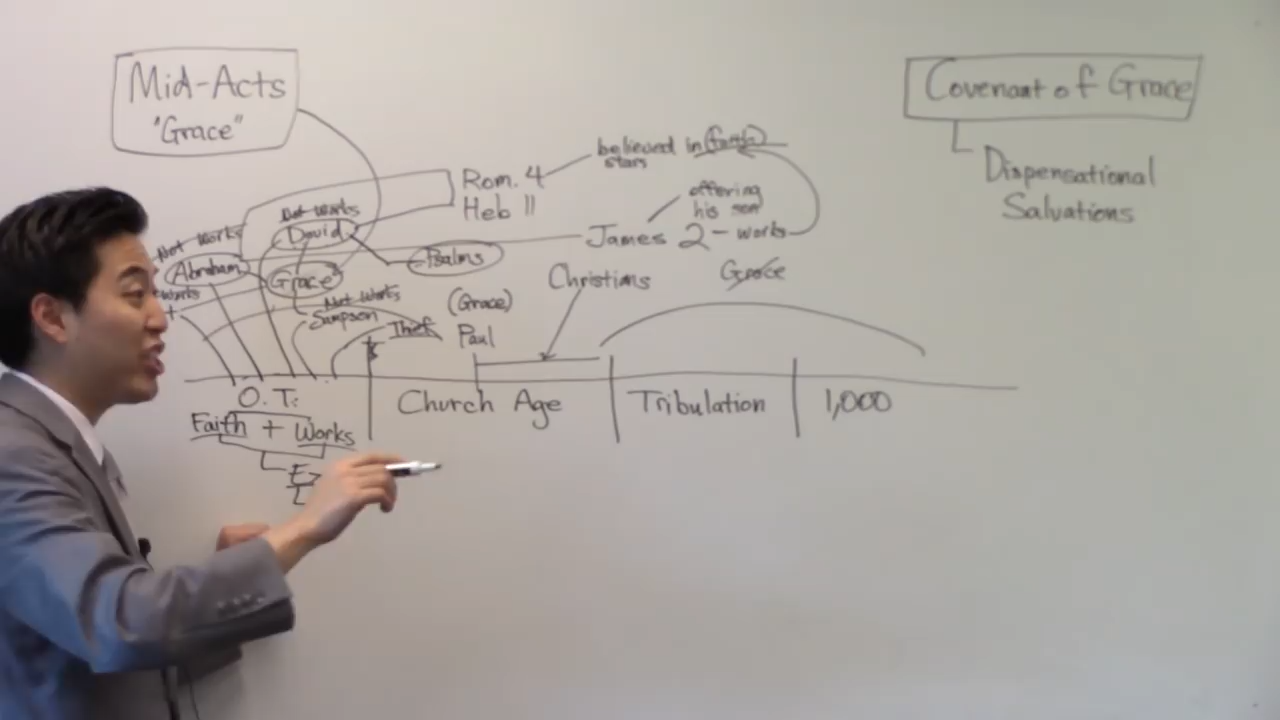 Mid-Acts
"Grace"
Covenant of Grace
Dispensational
Salvations
believed in faith
stars
Rom. 4
Heb 11
offering
his son
James 2 - works
Not Works
David
Psalms
Not Works
Abraham
Grace
Works
Not Works
Sampson
Thief
(Grace)
Paul
Christians
Grace
O.T.
Church Age
Tribulation
1,000
Faith + Works